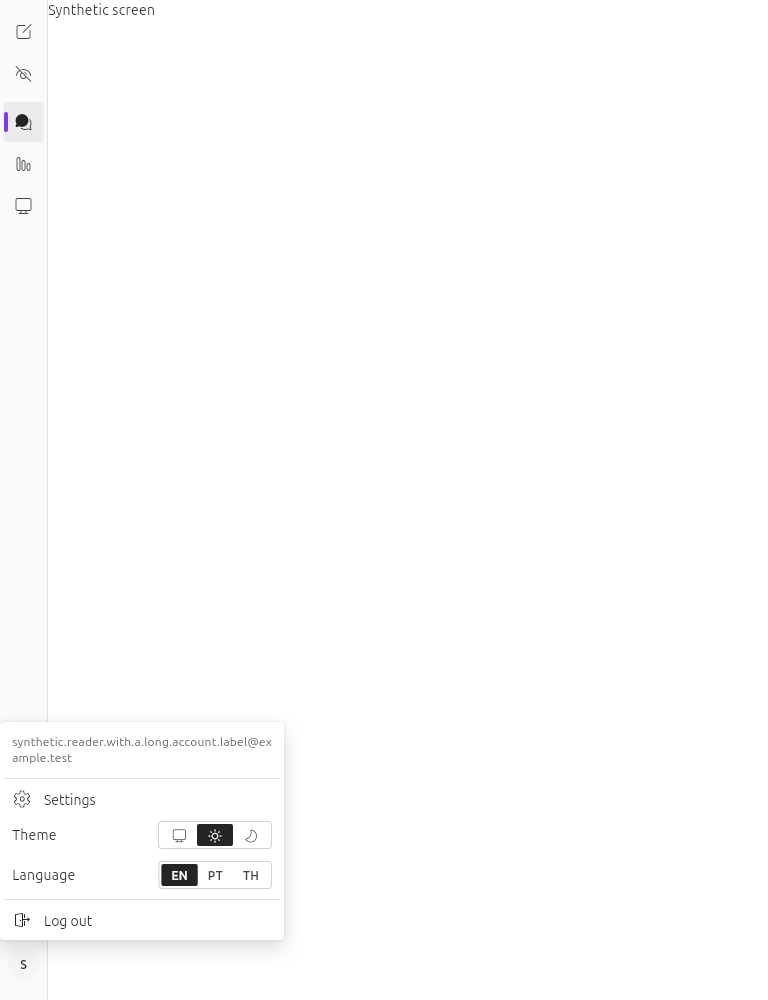 Synthetic screen
synthetic.reader.with.a.long.account.label@ex
ample.test
Settings
Theme
Language
EN PT TH
Log out
S